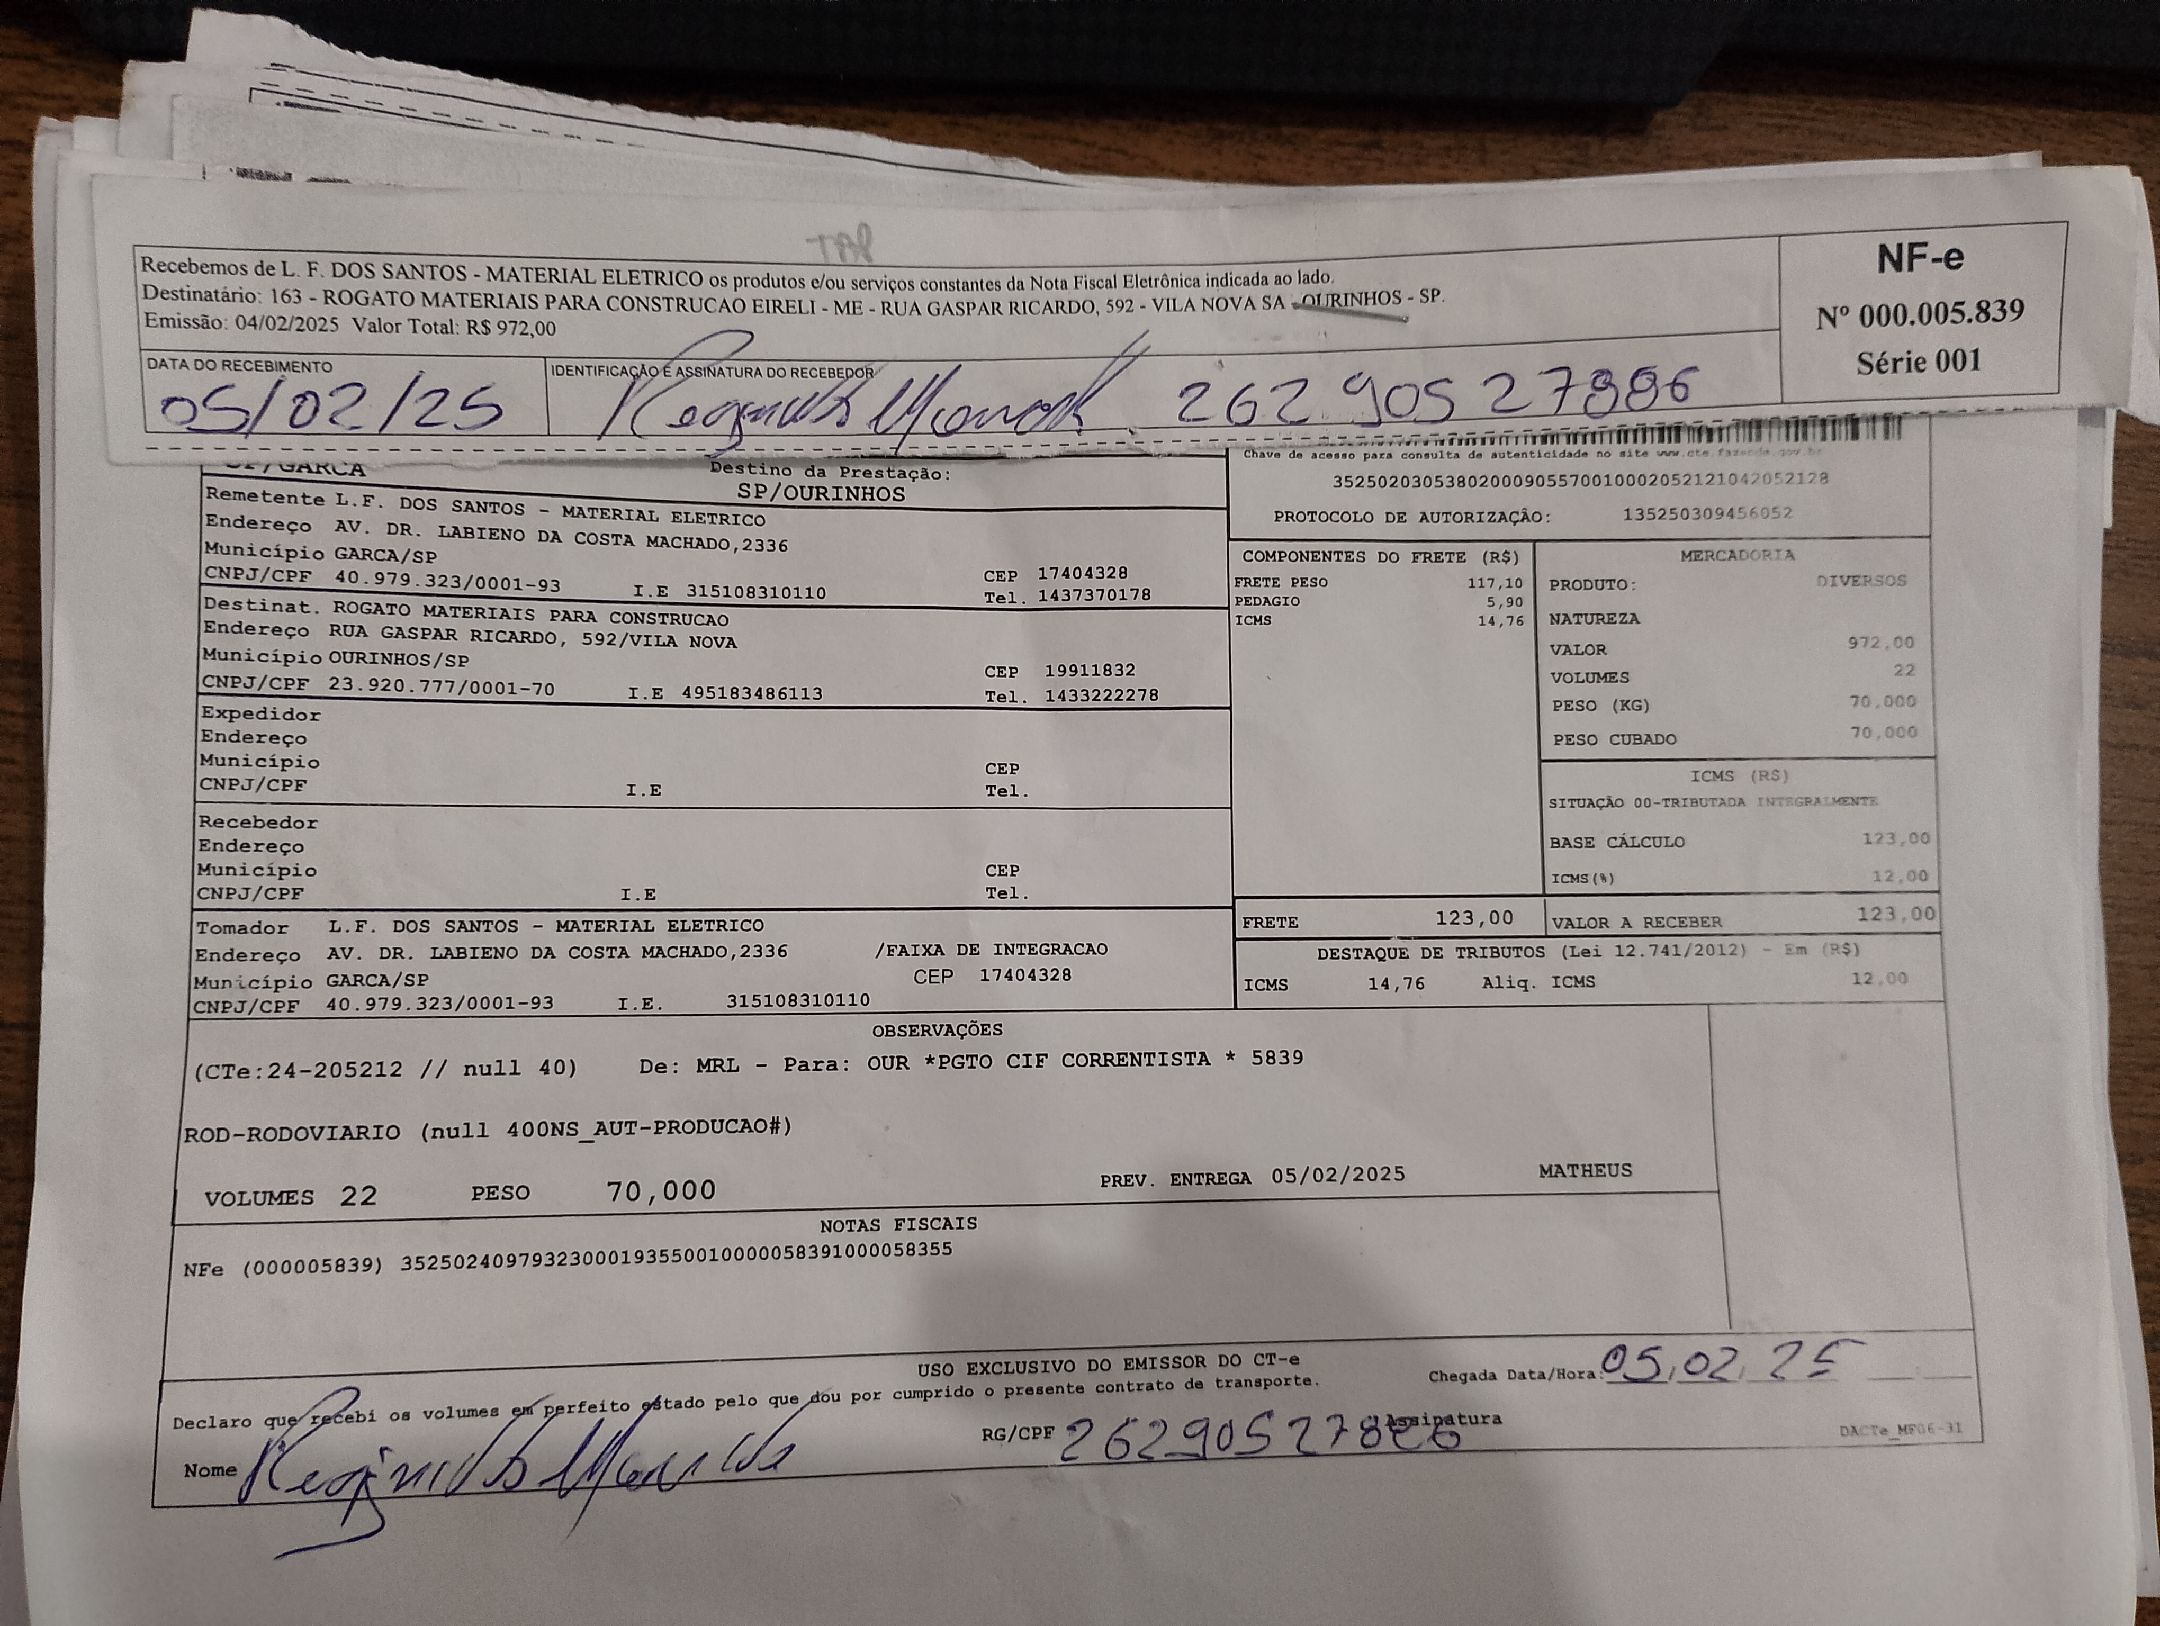 Recebemos de L. F. DOS SANTOS - MATERIAL ELETRICO os produtos e/ou serviços constantes da Nota Fiscal Eletrônica indicada ao lado.
Destinatário: 163 - ROGATO MATERIAIS PARA CONSTRUCAO EIRELI - ME - RUA GASPAR RICARDO, 592 - VILA NOVA SA - OURINHOS - SP.
Emissão: 04/02/2025 Valor Total: R$ 972,00
NF-e
Nº 000.005.839
Série 001
DATA DO RECEBIMENTO
05/02/25
IDENTIFICAÇÃO E ASSINATURA DO RECEBEDOR
SP/GARCA
Destino da Prestação:
SP/OURINHOS
Remetente L.F. DOS SANTOS - MATERIAL ELETRICO
Endereço AV. DR. LABIENO DA COSTA MACHADO,2336
Município GARCA/SP
CEP 17404328
CNPJ/CPF 40.979.323/0001-93 I.E 315108310110
Tel. 1437370178
Destinat. ROGATO MATERIAIS PARA CONSTRUCAO
Endereço RUA GASPAR RICARDO, 592/VILA NOVA
Município OURINHOS/SP
CEP 19911832
CNPJ/CPF 23.920.777/0001-70 I.E 495183486113
Tel. 1433222278
Expedidor
Endereço
Município
CEP
CNPJ/CPF I.E
Tel.
Recebedor
Endereço
Município
CEP
CNPJ/CPF I.E
Tel.
Tomador L.F. DOS SANTOS - MATERIAL ELETRICO
Endereço AV. DR. LABIENO DA COSTA MACHADO,2336 /FAIXA DE INTEGRACAO
Município GARCA/SP CEP 17404328
CNPJ/CPF 40.979.323/0001-93 I.E. 315108310110
Chave de acesso para consulta de autenticidade no site www.cte.fazenda.gov.br
35250203053802000905570010002052121042052128
PROTOCOLO DE AUTORIZAÇÃO: 135250309456052
COMPONENTES DO FRETE (R$)
FRETE PESO 117,10
PEDAGIO 5,90
ICMS 14,76
MERCADORIA
PRODUTO: DIVERSOS
NATUREZA
VALOR 972,00
VOLUMES 22
PESO (KG) 70,000
PESO CUBADO 70,000
ICMS (R$)
SITUAÇÃO 00-TRIBUTADA INTEGRALMENTE
BASE CÁLCULO 123,00
ICMS(%) 12,00
FRETE 123,00
VALOR A RECEBER 123,00
DESTAQUE DE TRIBUTOS (Lei 12.741/2012) - Em (R$)
ICMS 14,76 Aliq. ICMS 12,00
OBSERVAÇÕES
(CTe:24-205212 // null 40) De: MRL - Para: OUR *PGTO CIF CORRENTISTA * 5839
ROD-RODOVIARIO (null 400NS_AUT-PRODUCAO#)
VOLUMES 22 PESO 70,000 PREV. ENTREGA 05/02/2025 MATHEUS
NOTAS FISCAIS
NFe (000005839) 35250240979323000193550010000058391000058355
USO EXCLUSIVO DO EMISSOR DO CT-e
Declaro que recebi os volumes em perfeito estado pelo que dou por cumprido o presente contrato de transporte.
Chegada Data/Hora: 05,02,25
Nome
RG/CPF
Assinatura
DACTe_MF06-31